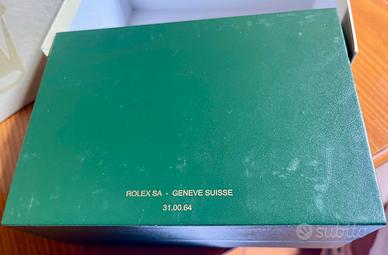 ROLEX SA - GENEVE SUISSE
31.00.64
subito